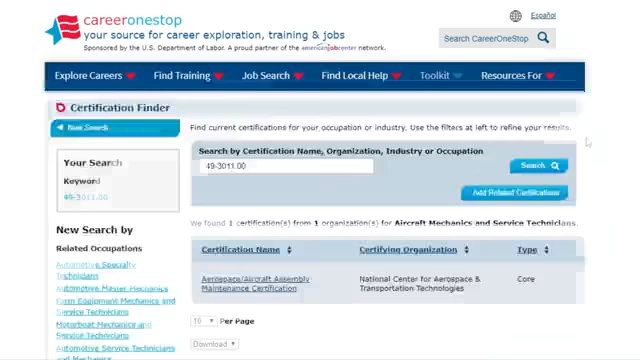 careeronestop
your source for career exploration, training & jobs
Sponsored by the U.S. Department of Labor. A proud partner of the americanjobcenter network.
Español
Search CareerOneStop
Explore Careers
Find Training
Job Search
Find Local Help
Toolkit
Resources For
Certification Finder
New Search
Find current certifications for your occupation or industry. Use the filters at left to refine your results.
Your Search
Keyword
49-3011.00
Search by Certification Name, Organization, Industry or Occupation
49-3011.00
Search
Add Related Certifications
We found 1 certification(s) from 1 organization(s) for Aircraft Mechanics and Service Technicians.
New Search by
Related Occupations
Automotive Specialty
Technicians
Automotive Master Mechanics
Farm Equipment Mechanics and
Service Technicians
Motorboat Mechanics and
Service Technicians
Automotive Service Technicians
and Mechanics
Certification Name
Certifying Organization
Type
Aerospace/Aircraft Assembly
Maintenance Certification
National Center for Aerospace &
Transportation Technologies
Core
10 Per Page
Download